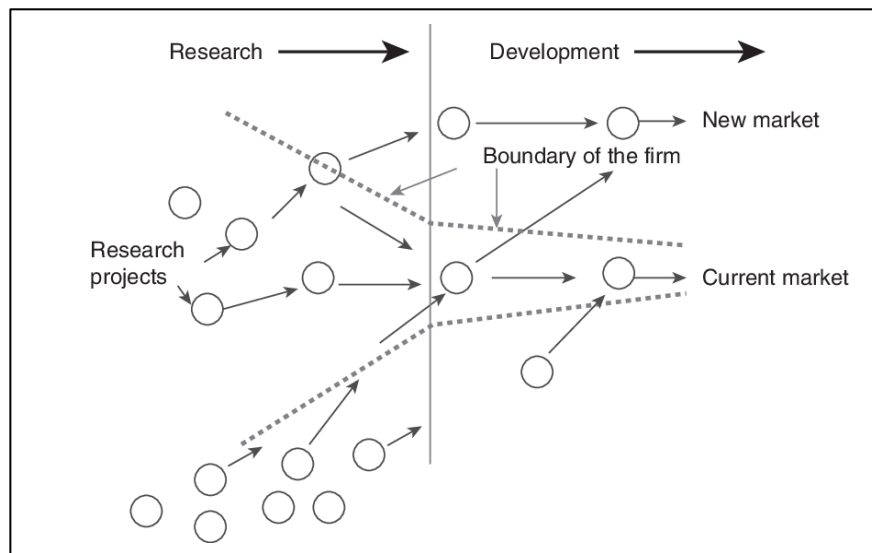 Research
Development
New market
Boundary of the firm
Research
projects
Current market